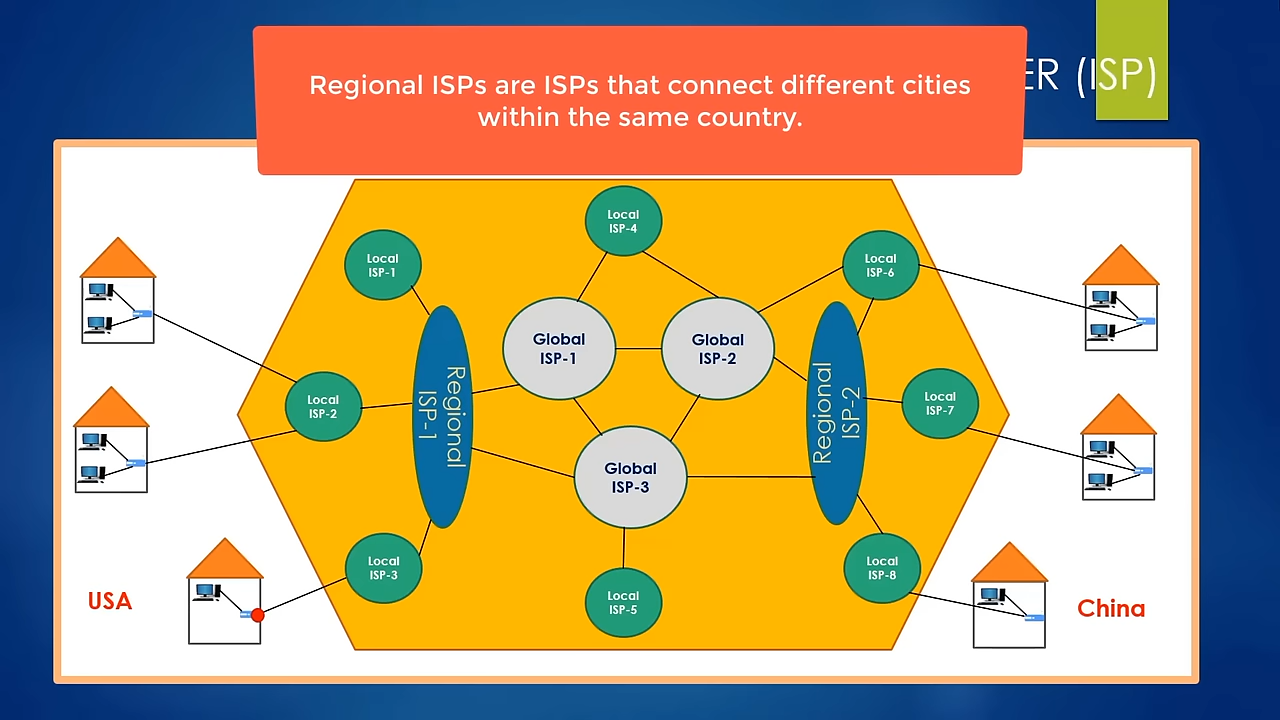 Regional ISPs are ISPs that connect different cities
within the same country.
ER (ISP)
Local
ISP-4
Local
ISP-1
Local
ISP-6
Global
ISP-1
Global
ISP-2
Local
ISP-2
Regional
ISP-1
Regional
ISP-2
Local
ISP-7
Global
ISP-3
Local
ISP-3
Local
ISP-8
Local
ISP-5
USA
China